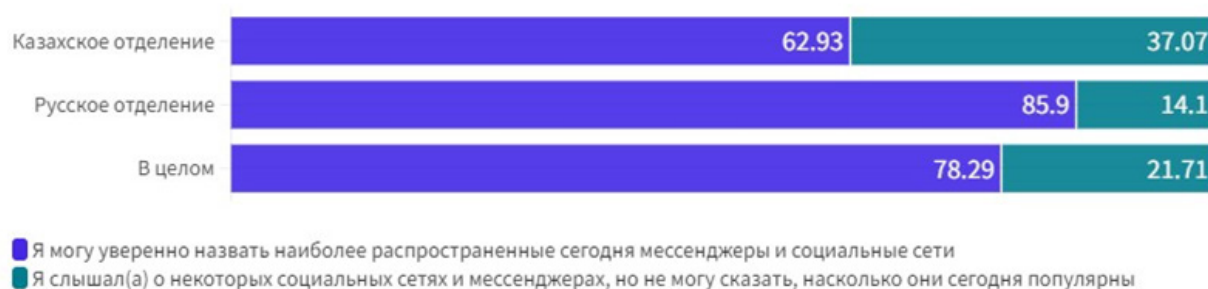 Казахское отделение 62.93 37.07
Русское отделение 85.9 14.1
В целом 78.29 21.71
Я могу уверенно назвать наиболее распространенные сегодня мессенджеры и социальные сети
Я слышал(а) о некоторых социальных сетях и мессенджерах, но не могу сказать, насколько они сегодня популярны